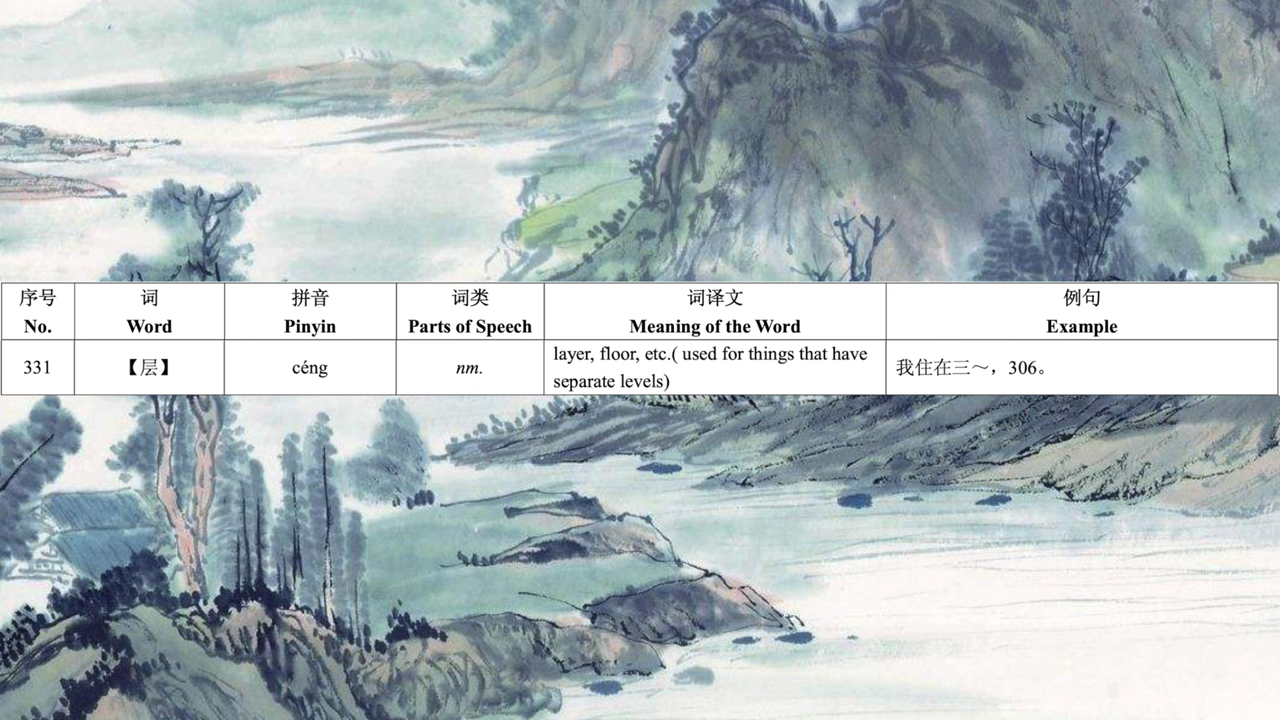 序号 词 拼音 词类 词译文 例句
No. Word Pinyin Parts of Speech Meaning of the Word Example
331 【层】 céng nm. layer, floor, etc.( used for things that have separate levels) 我住在三～，306。